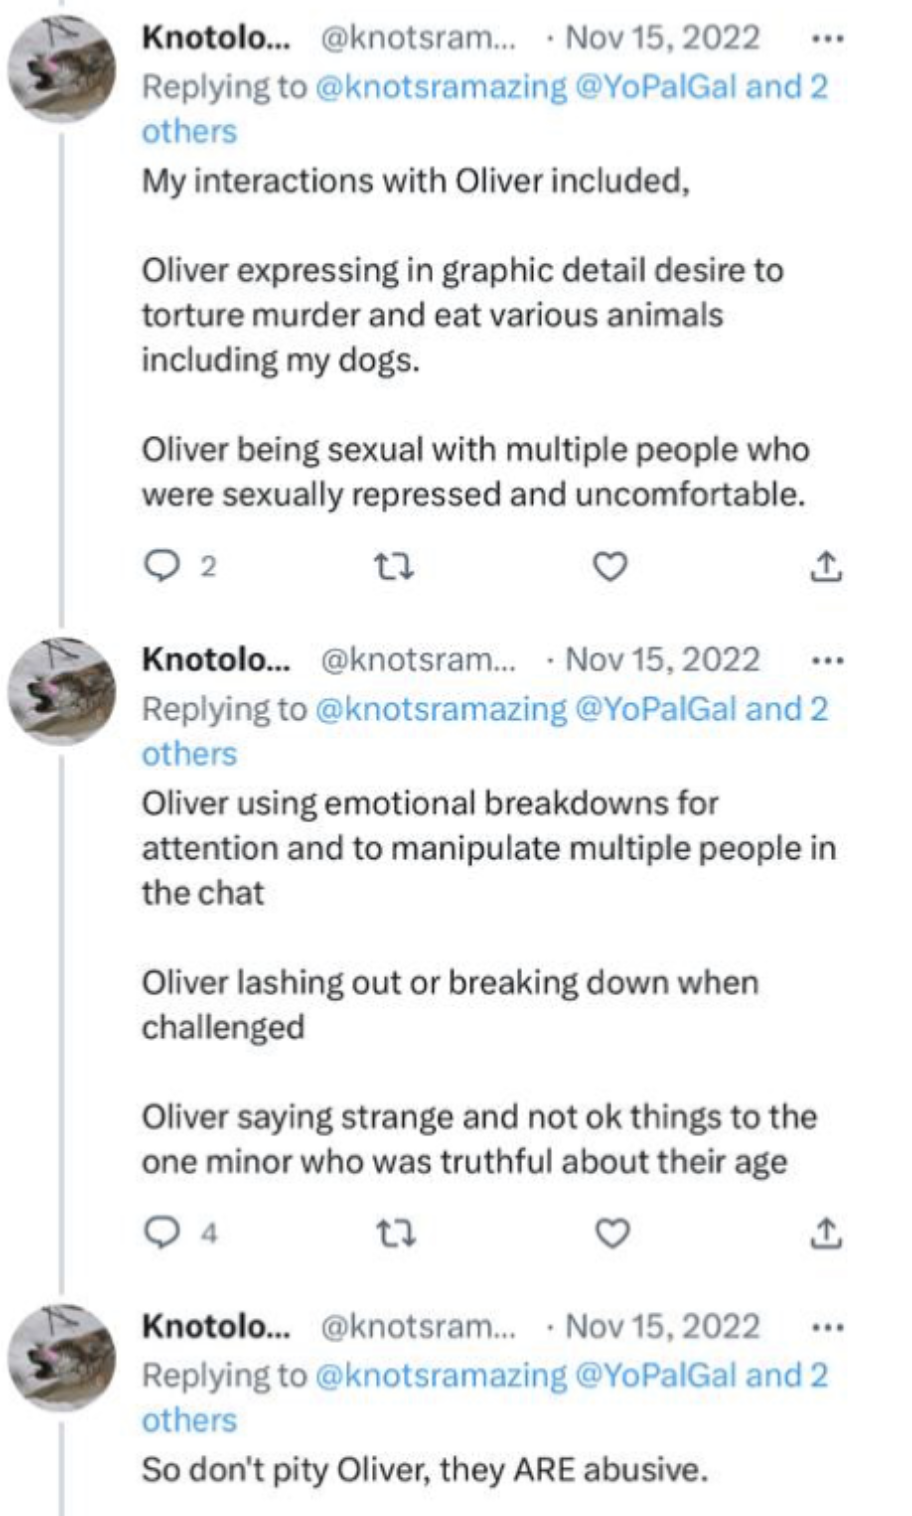 Knotolo... @knotsram... · Nov 15, 2022 ...
Replying to @knotsramazing @YoPalGal and 2
others
My interactions with Oliver included,
Oliver expressing in graphic detail desire to
torture murder and eat various animals
including my dogs.
Oliver being sexual with multiple people who
were sexually repressed and uncomfortable.
2
Knotolo... @knotsram... · Nov 15, 2022 ...
Replying to @knotsramazing @YoPalGal and 2
others
Oliver using emotional breakdowns for
attention and to manipulate multiple people in
the chat
Oliver lashing out or breaking down when
challenged
Oliver saying strange and not ok things to the
one minor who was truthful about their age
4
Knotolo... @knotsram... · Nov 15, 2022 ...
Replying to @knotsramazing @YoPalGal and 2
others
So don't pity Oliver, they ARE abusive.